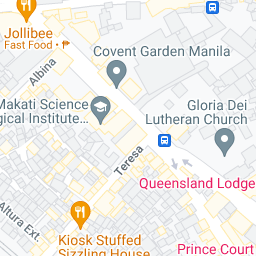 Jollibee
Fast Food • ₱
Covent Garden Manila
Albina
Makati Science
gical Institute...
Gloria Dei
Lutheran Church
Teresa
Queensland Lodge
Altura Ext.
Kiosk Stuffed
Sizzling House
Prince Court